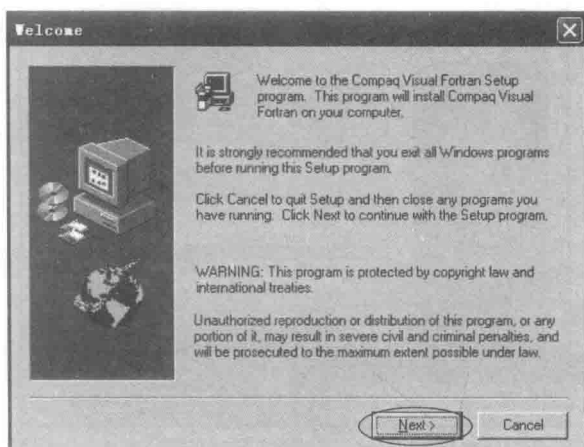 Welcome
Welcome to the Compaq Visual Fortran Setup
program. This program will install Compaq Visual
Fortran on your computer.
It is strongly recommended that you exit all Windows programs
before running this Setup program.
Click Cancel to quit Setup and then close any programs you
have running. Click Next to continue with the Setup program.
WARNING: This program is protected by copyright law and
international treaties.
Unauthorized reproduction or distribution of this program, or any
portion of it, may result in severe civil and criminal penalties, and
will be prosecuted to the maximum extent possible under law.
Next >
Cancel